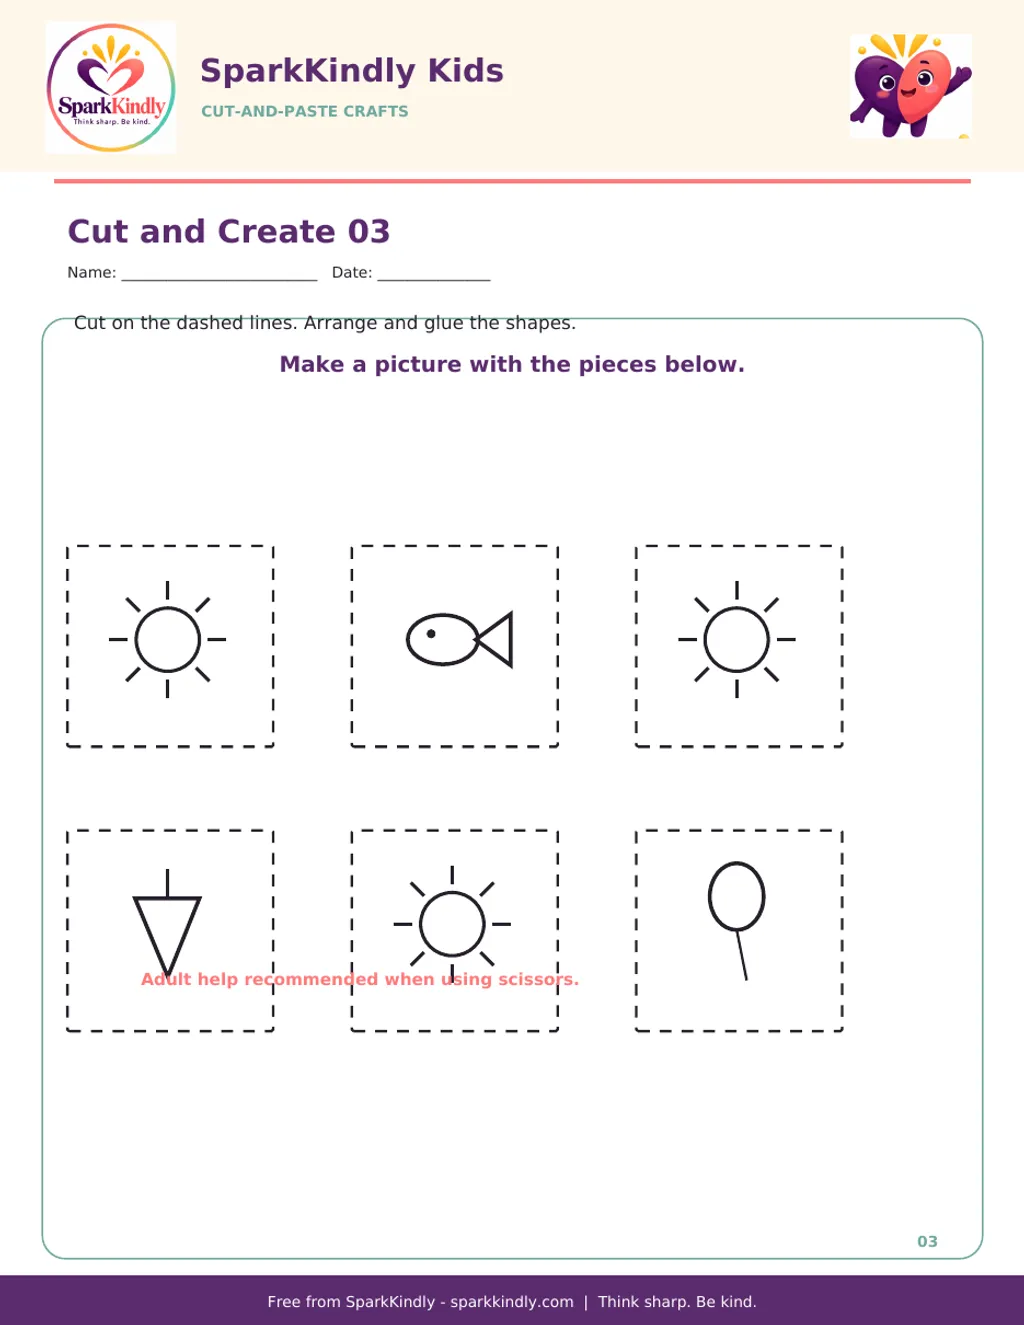 SparkKindly
Think sharp. Be kind.
SparkKindly Kids
CUT-AND-PASTE CRAFTS
Cut and Create 03
Name: __________________________ Date: _______________
Cut on the dashed lines. Arrange and glue the shapes.
Make a picture with the pieces below.
Adult help recommended when using scissors.
03
Free from SparkKindly - sparkkindly.com | Think sharp. Be kind.